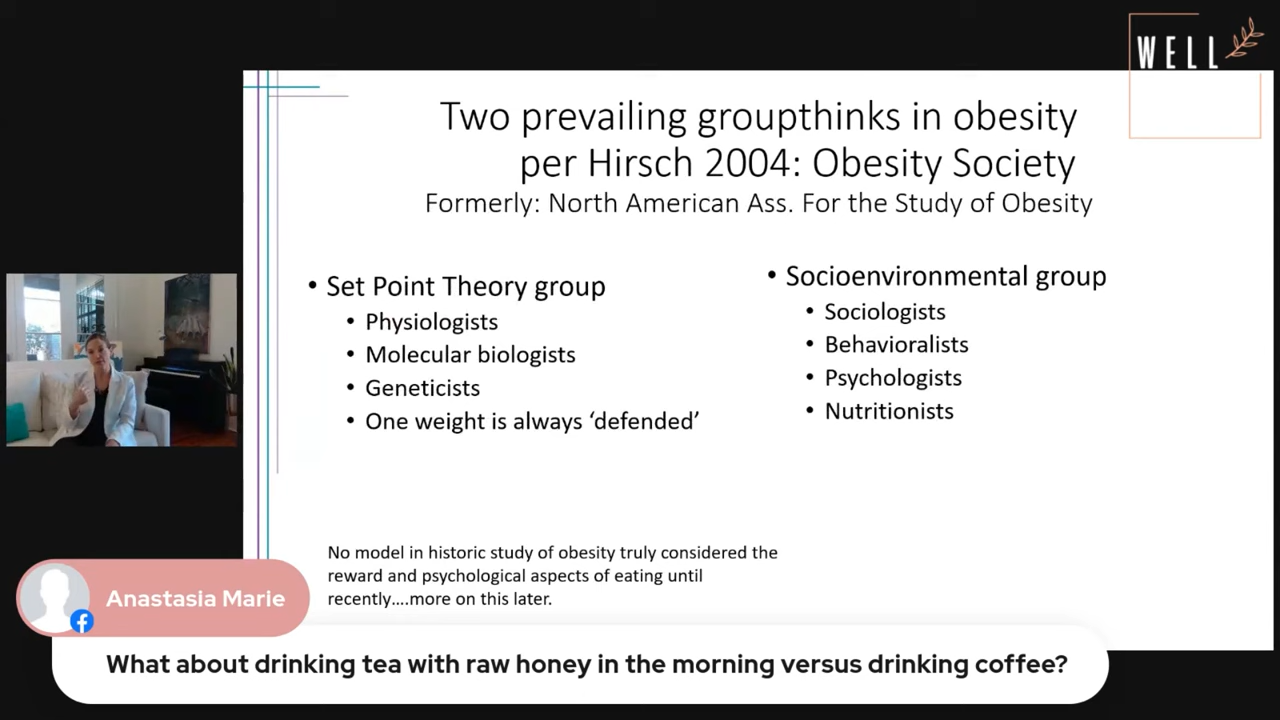 WELL
Two prevailing groupthinks in obesity
per Hirsch 2004: Obesity Society
Formerly: North American Ass. For the Study of Obesity
• Set Point Theory group
• Physiologists
• Molecular biologists
• Geneticists
• One weight is always ‘defended’
• Socioenvironmental group
• Sociologists
• Behavioralists
• Psychologists
• Nutritionists
No model in historic study of obesity truly considered the
reward and psychological aspects of eating until
recently….more on this later.
Anastasia Marie
What about drinking tea with raw honey in the morning versus drinking coffee?